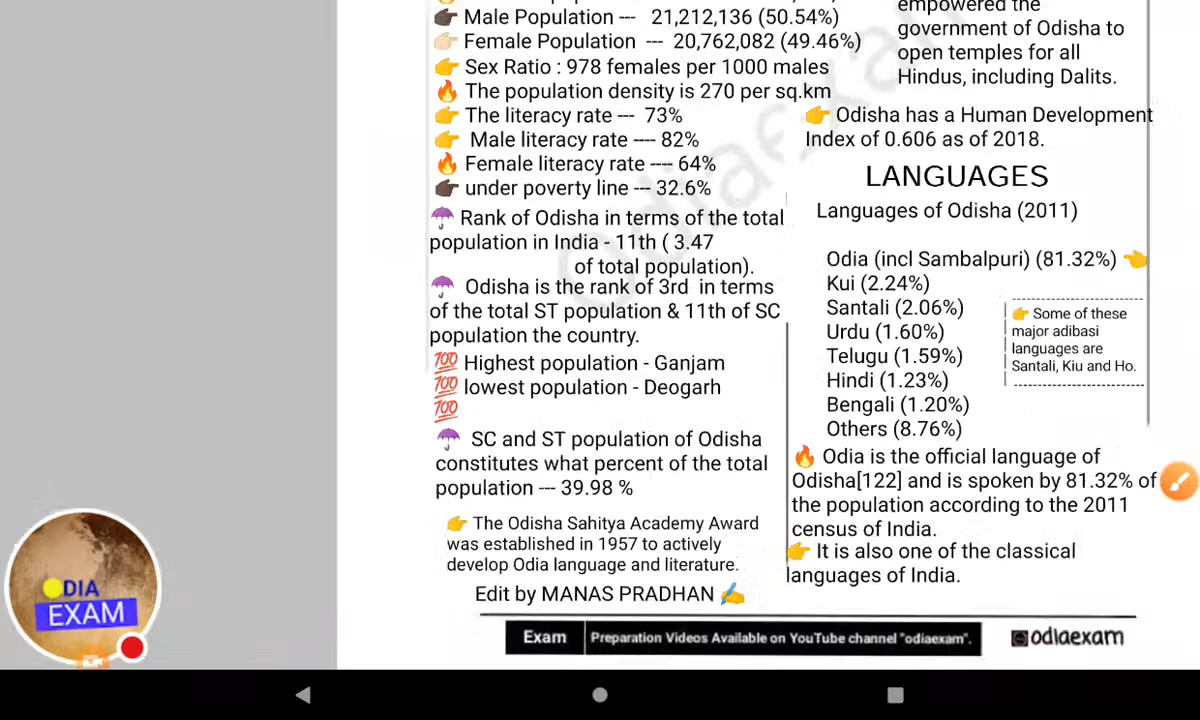 👉🏿 Male Population --- 21,212,136 (50.54%)
👉🏻 Female Population --- 20,762,082 (49.46%)
👉 Sex Ratio : 978 females per 1000 males
🔥 The population density is 270 per sq.km
👉 The literacy rate --- 73%
👉 Male literacy rate ---- 82%
🔥 Female literacy rate ---- 64%
👉🏿 under poverty line --- 32.6%
☂️ Rank of Odisha in terms of the total
population in India - 11th ( 3.47
of total population).
☂️ Odisha is the rank of 3rd in terms
of the total ST population & 11th of SC
population the country.
💯 Highest population - Ganjam
💯 lowest population - Deogarh
💯
☂️ SC and ST population of Odisha
constitutes what percent of the total
population --- 39.98 %
👉 The Odisha Sahitya Academy Award
was established in 1957 to actively
develop Odia language and literature.
Edit by MANAS PRADHAN ✍️
empowered the
government of Odisha to
open temples for all
Hindus, including Dalits.
👉 Odisha has a Human Development
Index of 0.606 as of 2018.
LANGUAGES
Languages of Odisha (2011)
Odia (incl Sambalpuri) (81.32%) 👈
Kui (2.24%)
Santali (2.06%)
Urdu (1.60%)
Telugu (1.59%)
Hindi (1.23%)
Bengali (1.20%)
Others (8.76%)
👉 Some of these
major adibasi
languages are
Santali, Kiu and Ho.
🔥 Odia is the official language of
Odisha[122] and is spoken by 81.32% of
the population according to the 2011
census of India.
👉 It is also one of the classical
languages of India.
Exam Preparation Videos Available on YouTube channel "odiaexam".
odiaexam
ODIA
EXAM
OdiaExam